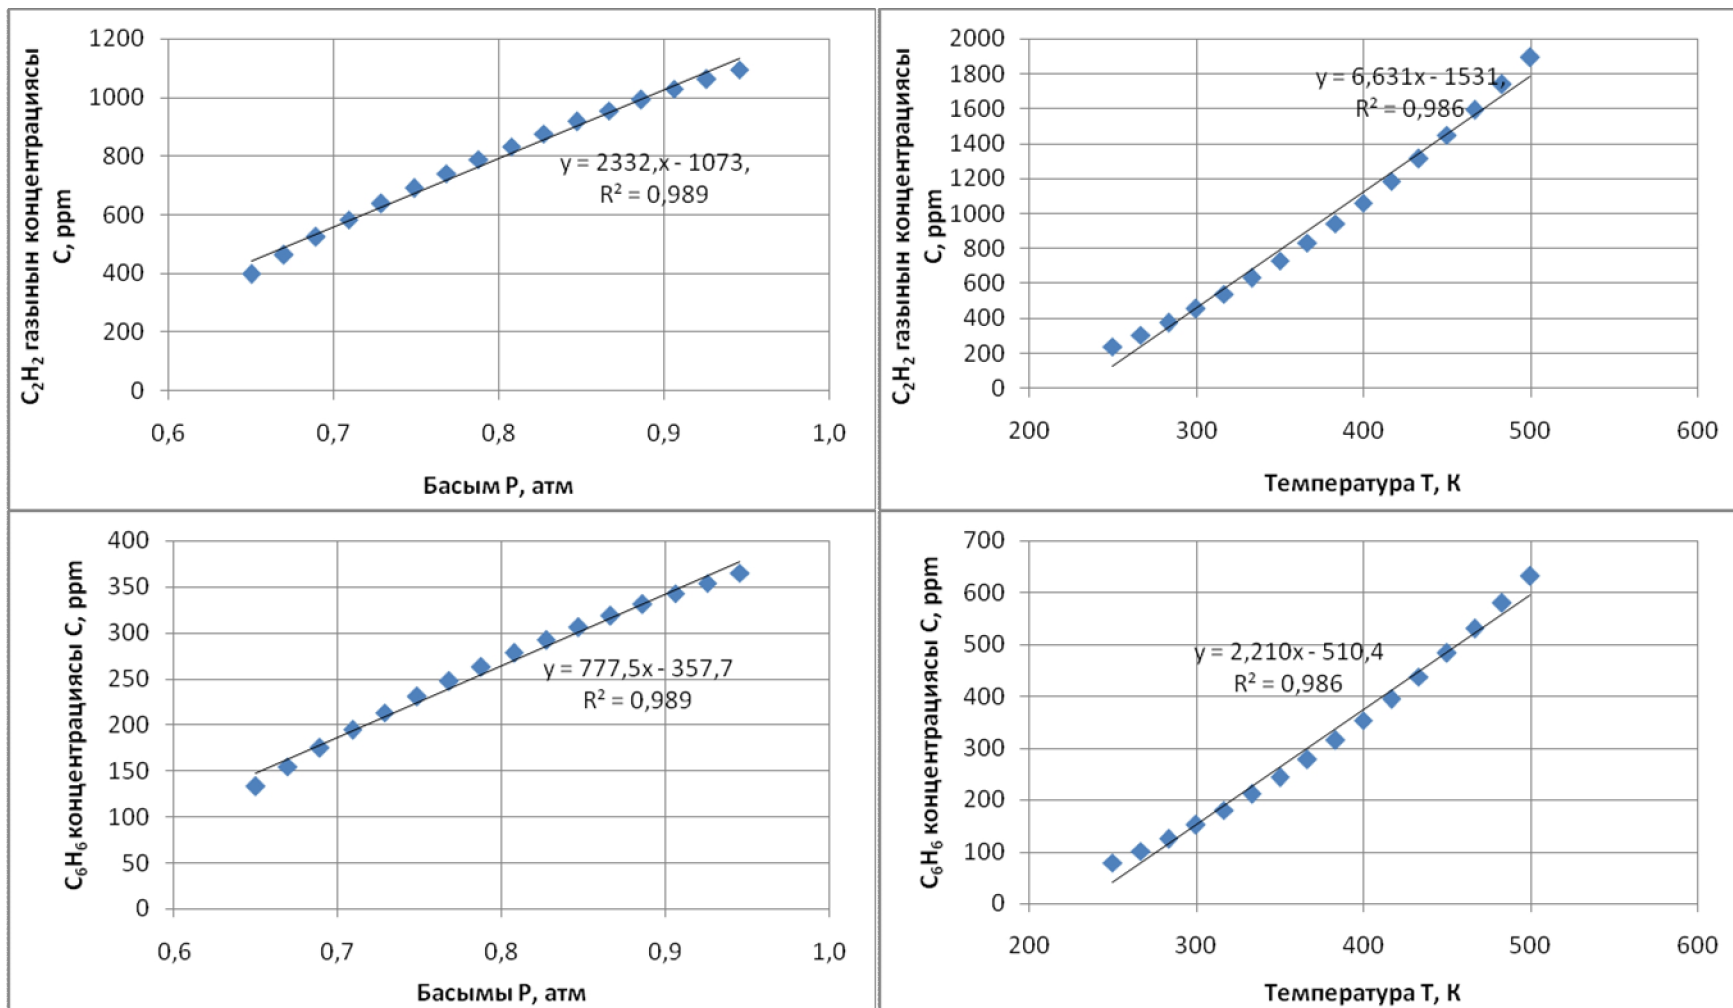 C₂H₂ газынын концентрациясы
C, ppm
1200
1000
800
600
400
200
0
y = 2332,x - 1073,
R² = 0,989
0,6 0,7 0,8 0,9 1,0
Басым P, атм
C₂H₂ газынын концентрациясы
C, ppm
2000
1800
1600
1400
1200
1000
800
600
400
200
0
y = 6,631x - 1531,
R² = 0,986
200 300 400 500 600
Температура T, K
C₆H₆ концентрациясы C, ppm
400
350
300
250
200
150
100
50
0
y = 777,5x - 357,7
R² = 0,989
0,6 0,7 0,8 0,9 1,0
Басымы P, атм
C₆H₆ концентрациясы C, ppm
700
600
500
400
300
200
100
0
y = 2,210x - 510,4
R² = 0,986
200 300 400 500 600
Температура T, K